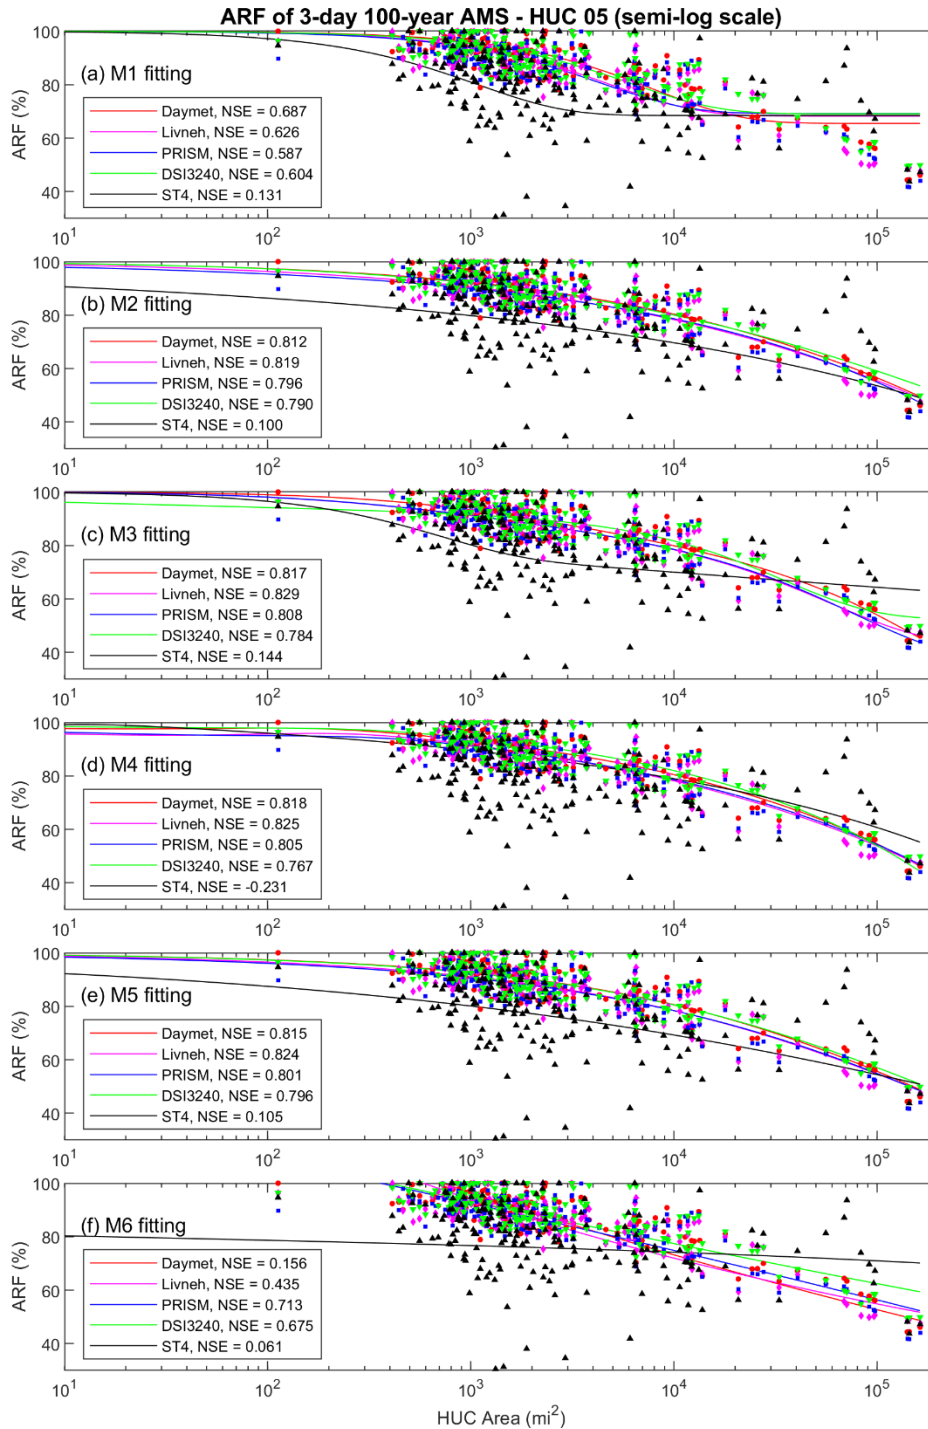 ARF of 3-day 100-year AMS - HUC 05 (semi-log scale)
100
80
60
40
ARF (%)
(a) M1 fitting
Daymet, NSE = 0.687
Livneh, NSE = 0.626
PRISM, NSE = 0.587
DSI3240, NSE = 0.604
ST4, NSE = 0.131
10^1 10^2 10^3 10^4 10^5
100
80
60
40
ARF (%)
(b) M2 fitting
Daymet, NSE = 0.812
Livneh, NSE = 0.819
PRISM, NSE = 0.796
DSI3240, NSE = 0.790
ST4, NSE = 0.100
10^1 10^2 10^3 10^4 10^5
100
80
60
40
ARF (%)
(c) M3 fitting
Daymet, NSE = 0.817
Livneh, NSE = 0.829
PRISM, NSE = 0.808
DSI3240, NSE = 0.784
ST4, NSE = 0.144
10^1 10^2 10^3 10^4 10^5
100
80
60
40
ARF (%)
(d) M4 fitting
Daymet, NSE = 0.818
Livneh, NSE = 0.825
PRISM, NSE = 0.805
DSI3240, NSE = 0.767
ST4, NSE = -0.231
10^1 10^2 10^3 10^4 10^5
100
80
60
40
ARF (%)
(e) M5 fitting
Daymet, NSE = 0.815
Livneh, NSE = 0.824
PRISM, NSE = 0.801
DSI3240, NSE = 0.796
ST4, NSE = 0.105
10^1 10^2 10^3 10^4 10^5
100
80
60
40
ARF (%)
(f) M6 fitting
Daymet, NSE = 0.156
Livneh, NSE = 0.435
PRISM, NSE = 0.713
DSI3240, NSE = 0.675
ST4, NSE = 0.061
10^1 10^2 10^3 10^4 10^5
HUC Area (mi^2)